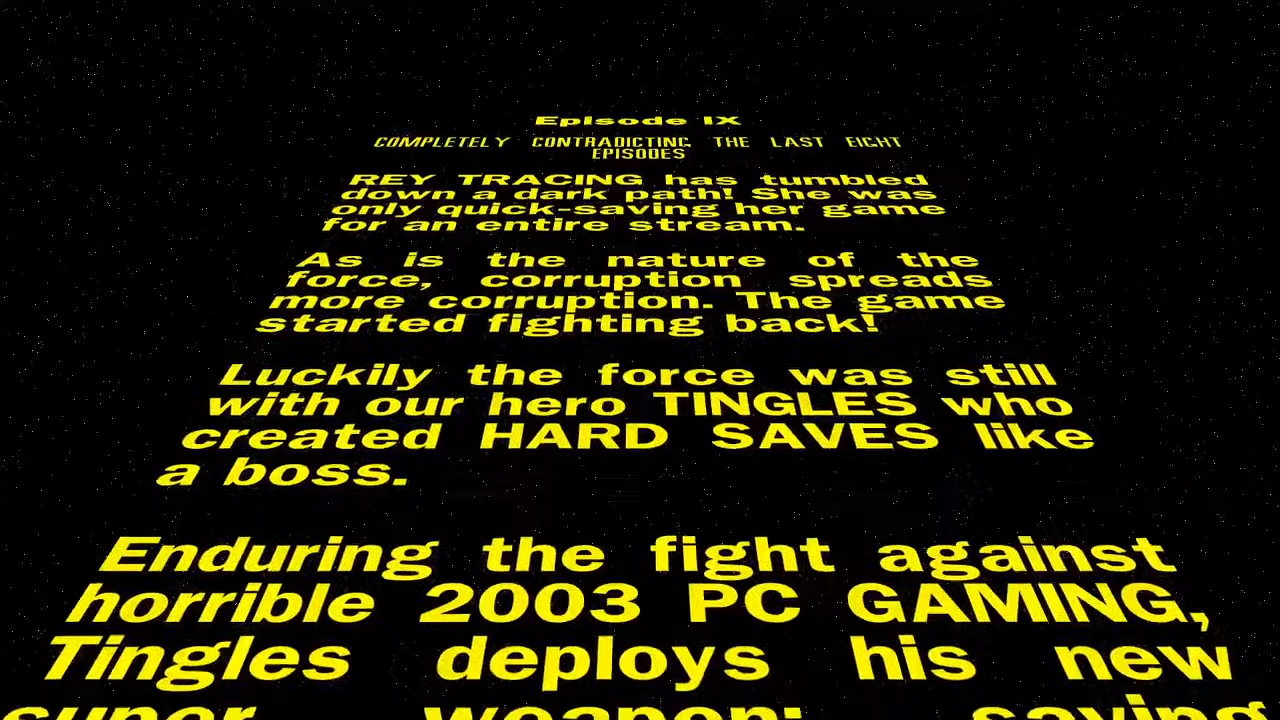 Episode IX
COMPLETELY CONTRADICTING THE LAST EIGHT
EPISODES
REY TRACING has tumbled
down a dark path! She was
only quick-saving her game
for an entire stream.
As is the nature of the
force, corruption spreads
more corruption. The game
started fighting back!
Luckily the force was still
with our hero TINGLES who
created HARD SAVES like
a boss.
Enduring the fight against
horrible 2003 PC GAMING,
Tingles deploys his new
super weapon: saving